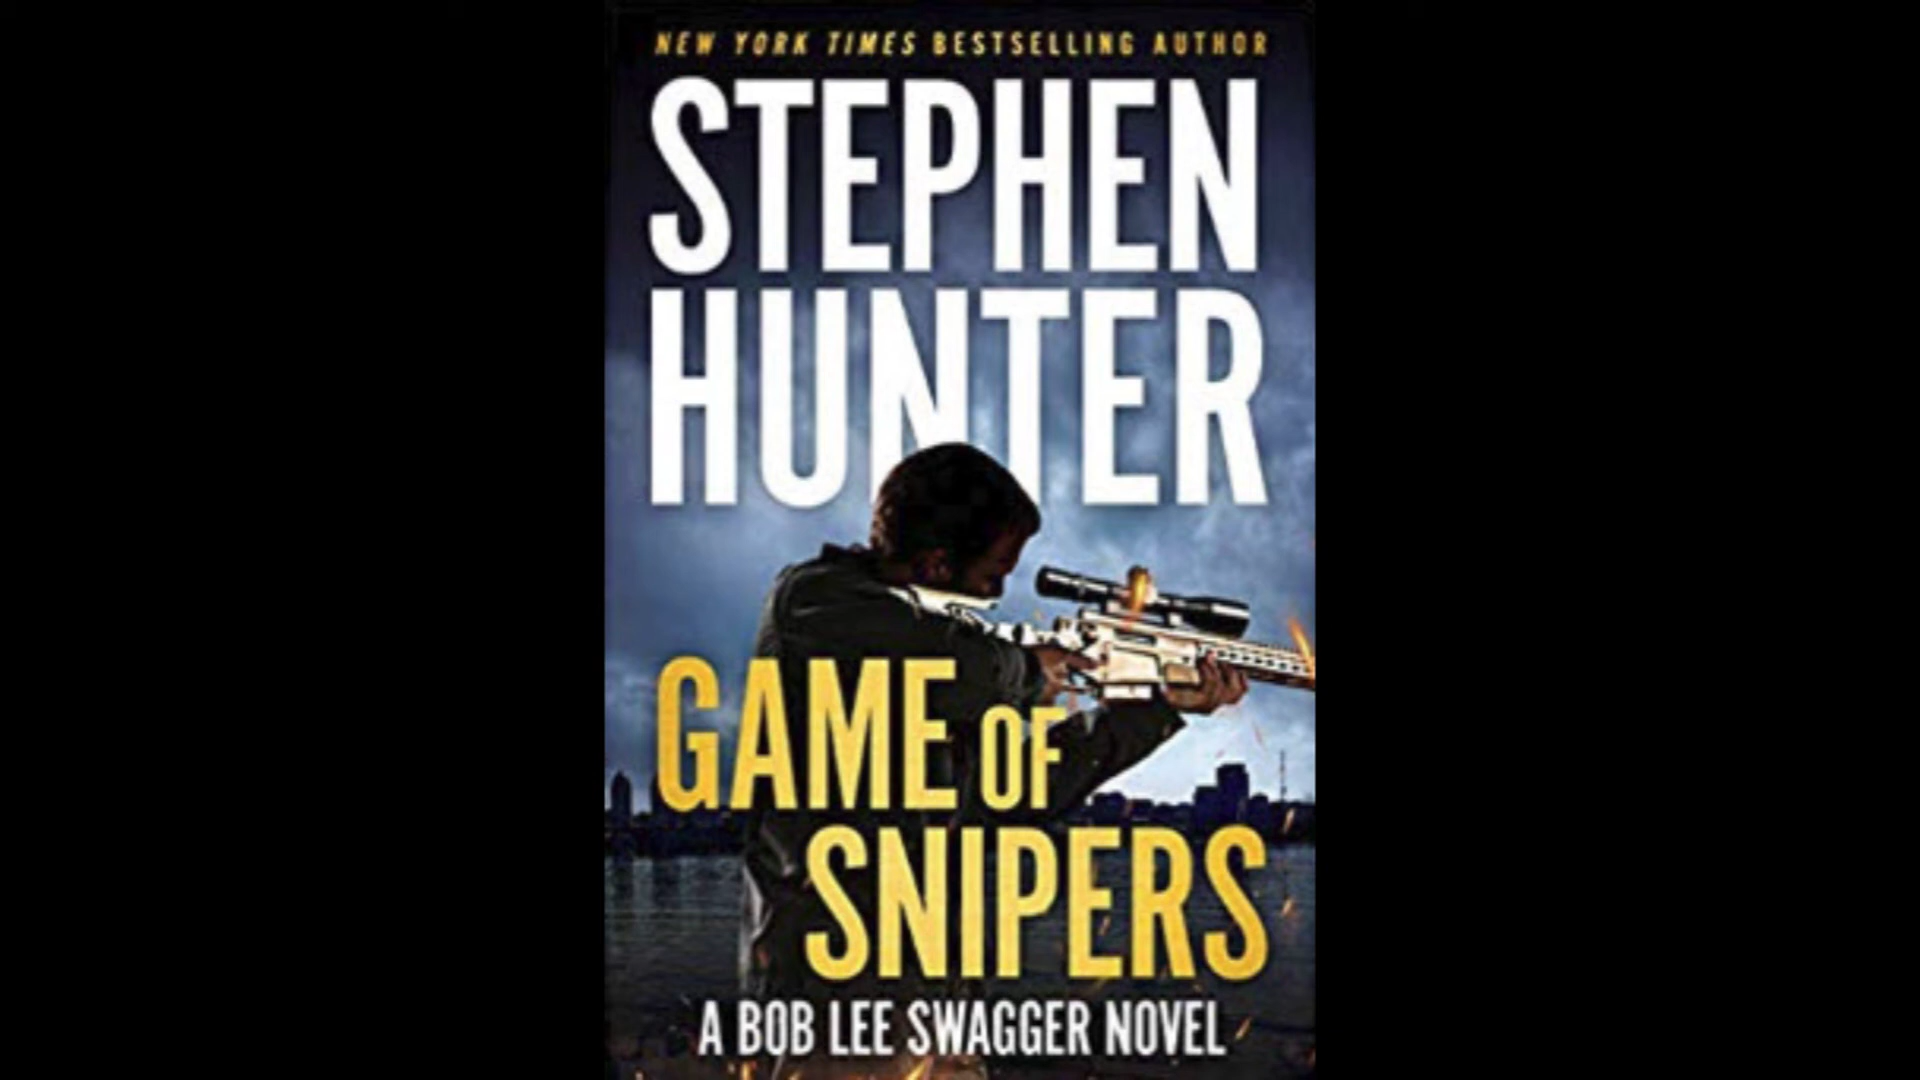 NEW YORK TIMES BESTSELLING AUTHOR
STEPHEN
HUNTER
GAME OF
SNIPERS
A BOB LEE SWAGGER NOVEL